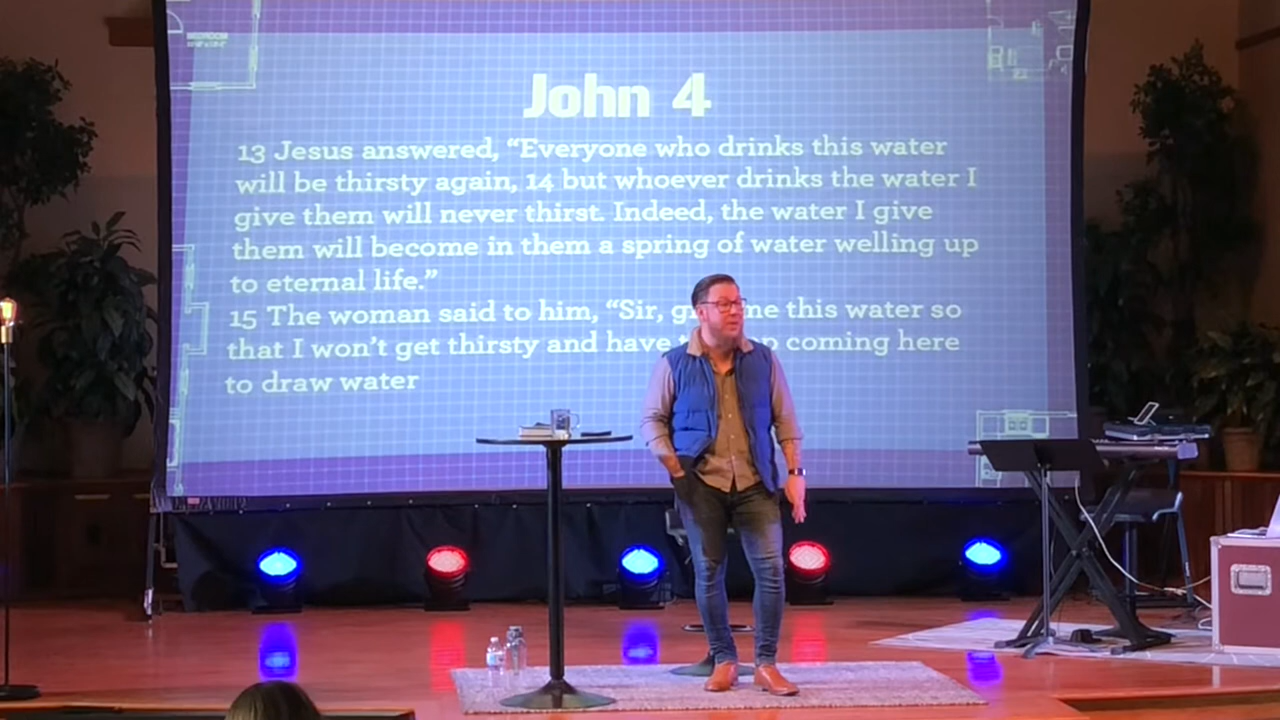 BEDROOM
John 4
13 Jesus answered, “Everyone who drinks this water
will be thirsty again, 14 but whoever drinks the water I
give them will never thirst. Indeed, the water I give
them will become in them a spring of water welling up
to eternal life.”
15 The woman said to him, “Sir, me this water so
that I won’t get thirsty and have coming here
to draw water